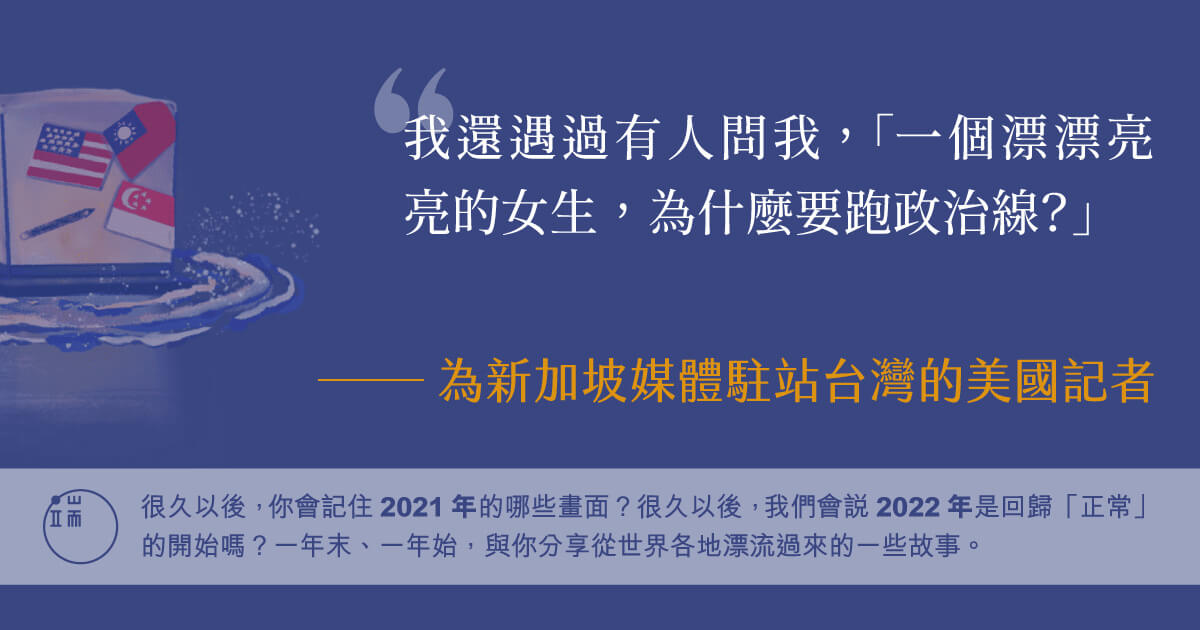 我還遇過有人問我，「一個漂漂亮
亮的女生，為什麼要跑政治線？」
——為新加坡媒體駐站台灣的美國記者
端
很久以後，你會記住 2021 年的哪些畫面？很久以後，我們會説 2022 年是回歸「正常」
的開始嗎？一年末、一年始，與你分享從世界各地漂流過來的一些故事。